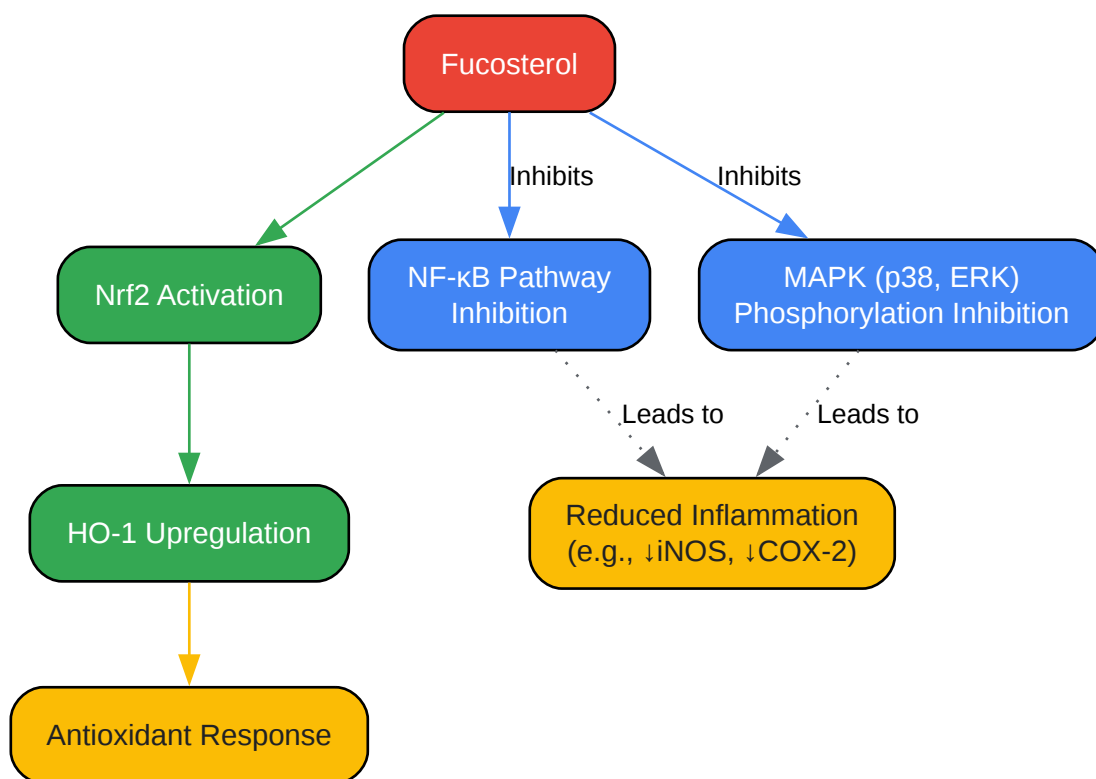 Fucosterol
Inhibits
Inhibits
Nrf2 Activation
NF-κB Pathway
Inhibition
MAPK (p38, ERK)
Phosphorylation Inhibition
Leads to
Leads to
HO-1 Upregulation
Reduced Inflammation
(e.g., ↓iNOS, ↓COX-2)
Antioxidant Response